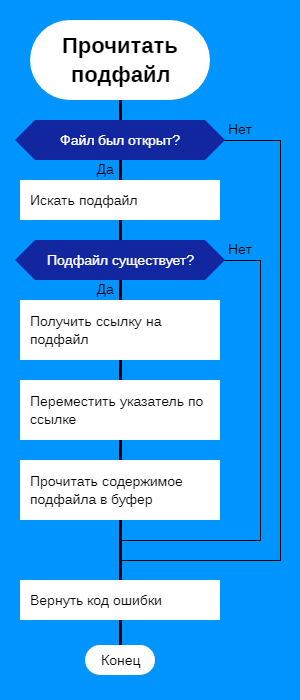 Прочитать
подфайл
Файл был открыт?
Нет
Да
Искать подфайл
Подфайл существует?
Нет
Да
Получить ссылку на
подфайл
Переместить указатель по
ссылке
Прочитать содержимое
подфайла в буфер
Вернуть код ошибки
Конец